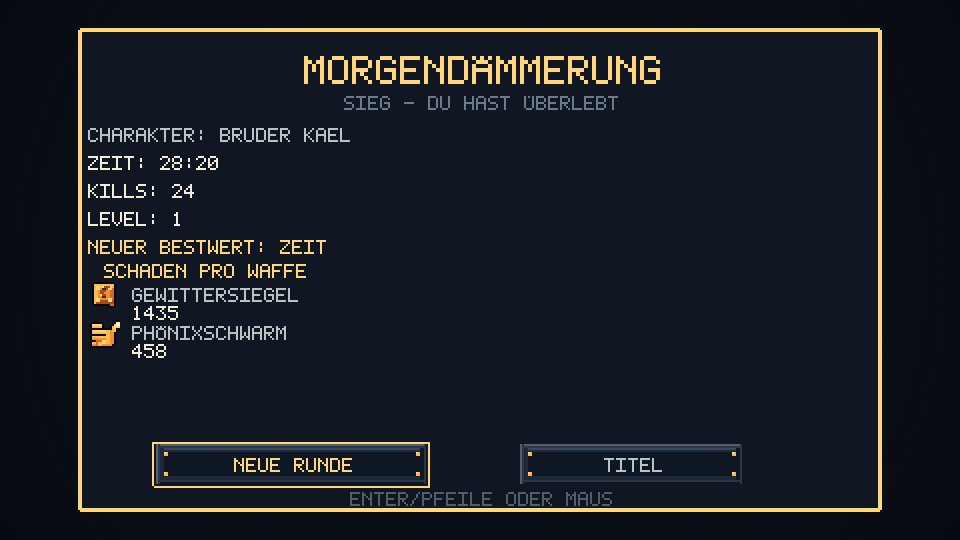 MORGENDÄMMERUNG
SIEG - DU HAST ÜBERLEBT
CHARAKTER: BRUDER KAEL
ZEIT: 28:20
KILLS: 24
LEVEL: 1
NEUER BESTWERT: ZEIT
SCHADEN PRO WAFFE
GEWITTERSIEGEL
1435
PHÖNIXSCHWARM
458
NEUE RUNDE
TITEL
ENTER/PFEILE ODER MAUS